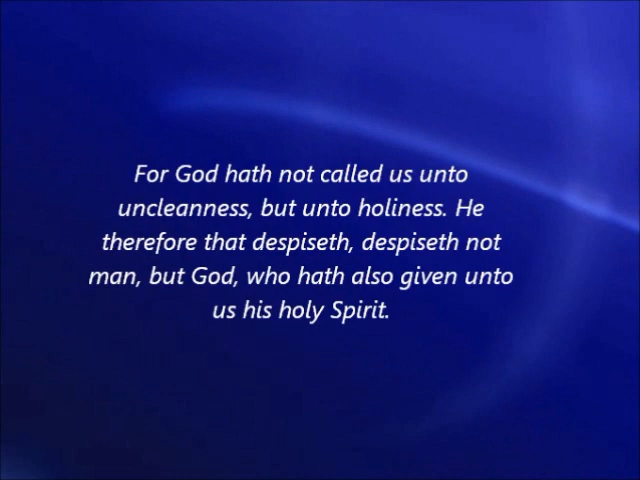 For God hath not called us unto
uncleanness, but unto holiness. He
therefore that despiseth, despiseth not
man, but God, who hath also given unto
us his holy Spirit.